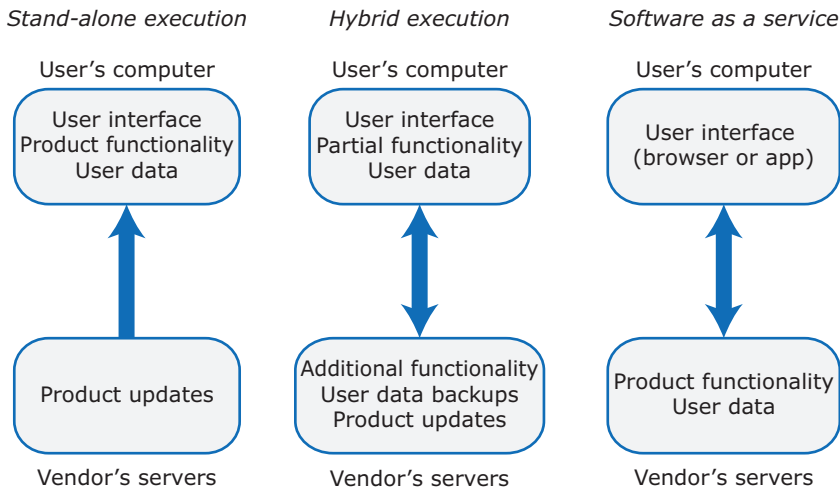 Stand-alone execution
User's computer
User interface
Product functionality
User data
Product updates
Vendor's servers
Hybrid execution
User's computer
User interface
Partial functionality
User data
Additional functionality
User data backups
Product updates
Vendor's servers
Software as a service
User's computer
User interface
(browser or app)
Product functionality
User data
Vendor's servers